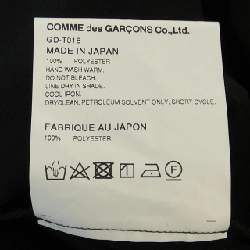 COMME des GARÇONS Co.,Ltd.
GD-T019
MADE IN JAPAN
100% POLYESTER
HAND WASH WARM.
DO NOT BLEACH.
LINE DRY IN SHADE.
COOL IRON.
DRYCLEAN, PETROLEUM SOLVENT ONLY, SHORT CYCLE.
FABRIQUE AU JAPON
100% POLYESTER